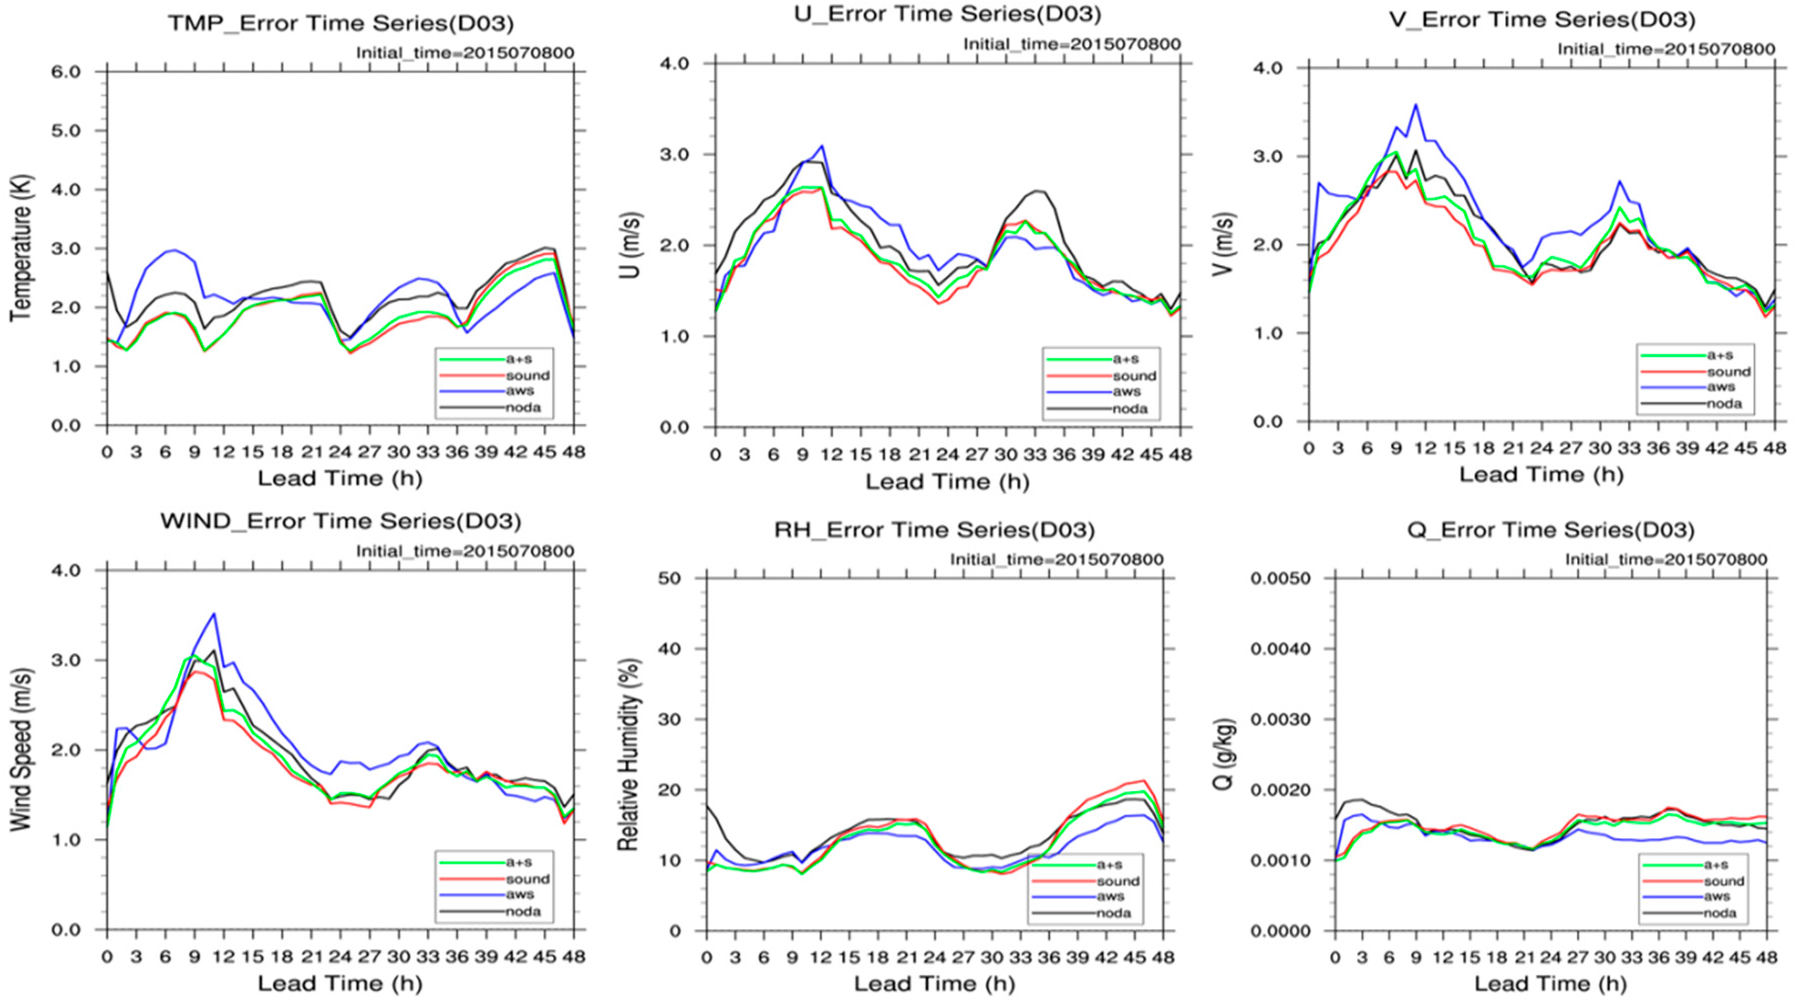 TMP_Error Time Series(D03)
Initial_time=2015070800
6.0
5.0
4.0
3.0
2.0
1.0
0.0
Temperature (K)
0 3 6 9 12 15 18 21 24 27 30 33 36 39 42 45 48
Lead Time (h)
a+s
sound
aws
noda
U_Error Time Series(D03)
Initial_time=2015070800
4.0
3.0
2.0
1.0
0.0
U (m/s)
0 3 6 9 12 15 18 21 24 27 30 33 36 39 42 45 48
Lead Time (h)
a+s
sound
aws
noda
V_Error Time Series(D03)
Initial_time=2015070800
4.0
3.0
2.0
1.0
0.0
V (m/s)
0 3 6 9 12 15 18 21 24 27 30 33 36 39 42 45 48
Lead Time (h)
a+s
sound
aws
noda
WIND_Error Time Series(D03)
Initial_time=2015070800
4.0
3.0
2.0
1.0
0.0
Wind Speed (m/s)
0 3 6 9 12 15 18 21 24 27 30 33 36 39 42 45 48
Lead Time (h)
a+s
sound
aws
noda
RH_Error Time Series(D03)
Initial_time=2015070800
50
40
30
20
10
0
Relative Humidity (%)
0 3 6 9 12 15 18 21 24 27 30 33 36 39 42 45 48
Lead Time (h)
a+s
sound
aws
noda
Q_Error Time Series(D03)
Initial_time=2015070800
0.0050
0.0040
0.0030
0.0020
0.0010
0.0000
Q (g/kg)
0 3 6 9 12 15 18 21 24 27 30 33 36 39 42 45 48
Lead Time (h)
a+s
sound
aws
noda